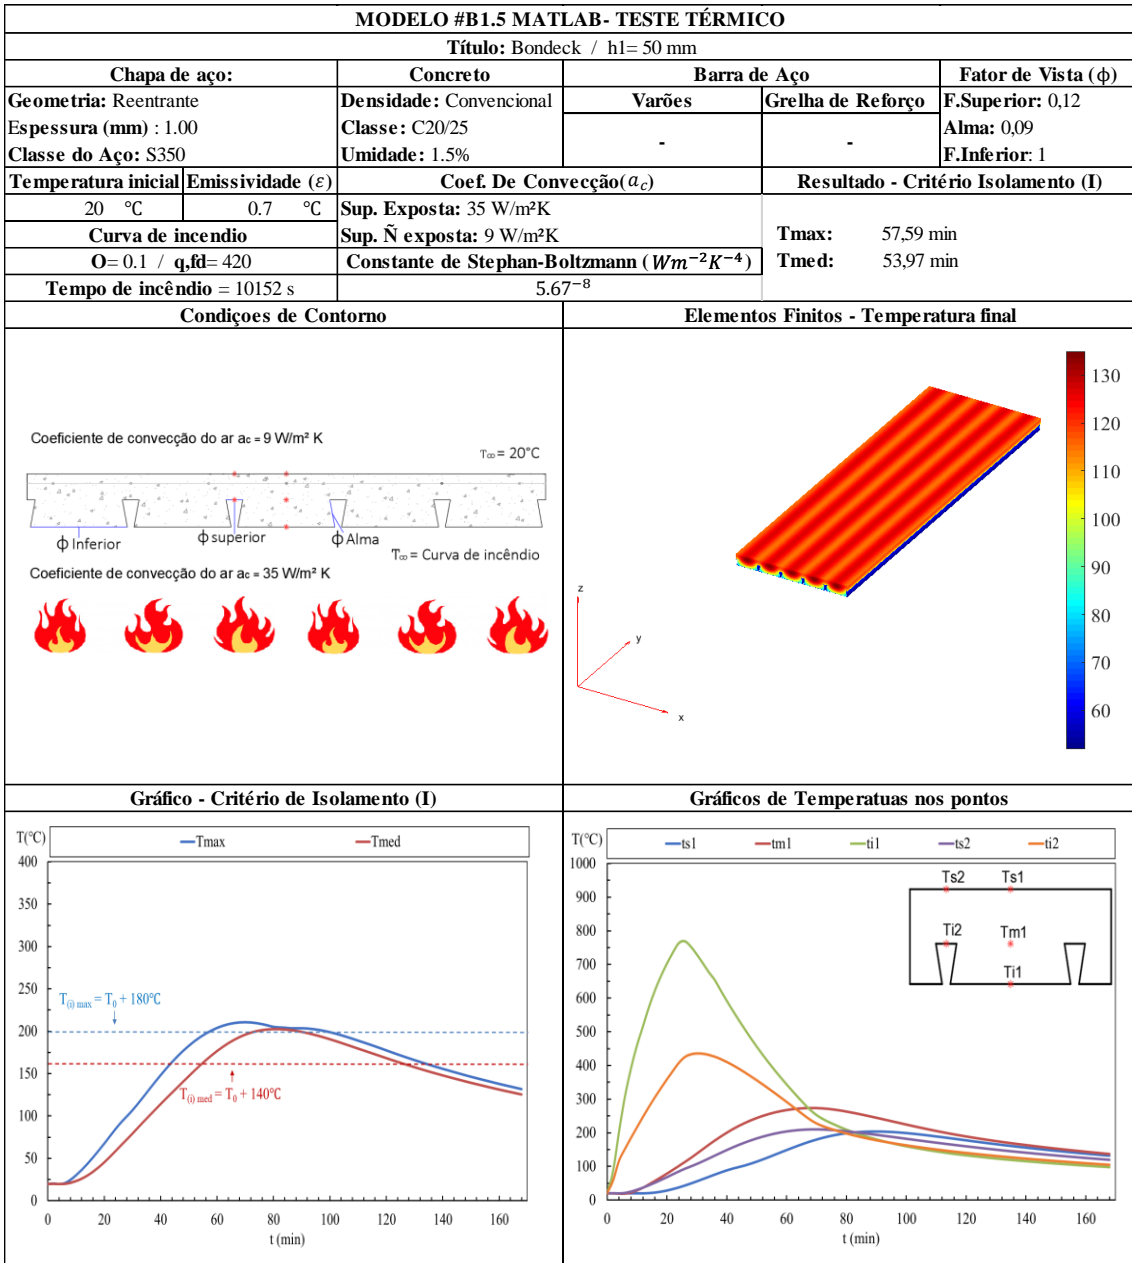 MODELO #B1.5 MATLAB- TESTE TÉRMICO
Título: Bondeck / h1= 50 mm
Chapa de aço:
Concreto
Barra de Aço
Fator de Vista (ϕ)
Geometria: Reentrante
Densidade: Convencional
Varões
Grelha de Reforço
F.Superior: 0,12
Espessura (mm) : 1.00
Classe: C20/25
-
-
Alma: 0,09
Classe do Aço: S350
Umidade: 1.5%
F.Inferior: 1
Temperatura inicial
Emissividade (ε)
Coef. De Convecção(a_c)
Resultado - Critério Isolamento (I)
20 °C
0.7 °C
Sup. Exposta: 35 W/m²K
Curva de incendio
Sup. Ñ exposta: 9 W/m²K
Tmax: 57,59 min
O= 0.1 / q,fd= 420
Constante de Stephan-Boltzmann (Wm⁻²K⁻⁴)
Tmed: 53,97 min
Tempo de incêndio = 10152 s
5.67⁻⁸
Condiçoes de Contorno
Elementos Finitos - Temperatura final
Coeficiente de convecção do ar ac = 9 W/m² K
T∞ = 20°C
ϕ Inferior
ϕ superior
ϕ Alma
T∞ = Curva de incêndio
Coeficiente de convecção do ar ac = 35 W/m² K
z
y
x
130
120
110
100
90
80
70
60
Gráfico - Critério de Isolamento (I)
Gráficos de Temperatuas nos pontos
T(°C)
Tmax
Tmed
400
350
300
250
200
150
100
50
0
T(i) max = T0 + 180°C
T(i) med = T0 + 140°C
0 20 40 60 80 100 120 140 160
t (min)
T(°C)
ts1
tm1
ti1
ts2
ti2
1000
900
800
700
600
500
400
300
200
100
0
Ts2
Ts1
Ti2
Tm1
Ti1
0 20 40 60 80 100 120 140 160
t (min)